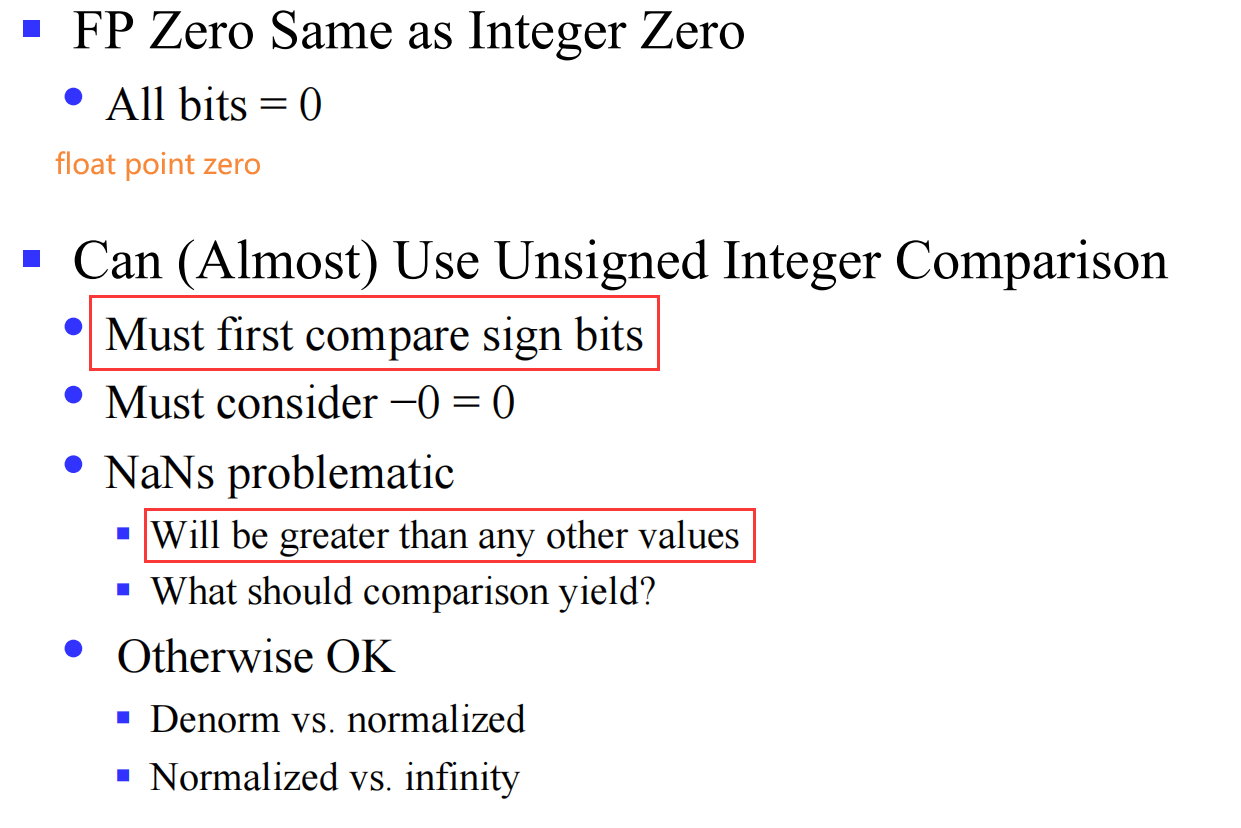 FP Zero Same as Integer Zero
All bits = 0
float point zero
Can (Almost) Use Unsigned Integer Comparison
Must first compare sign bits
Must consider −0 = 0
NaNs problematic
Will be greater than any other values
What should comparison yield?
Otherwise OK
Denorm vs. normalized
Normalized vs. infinity